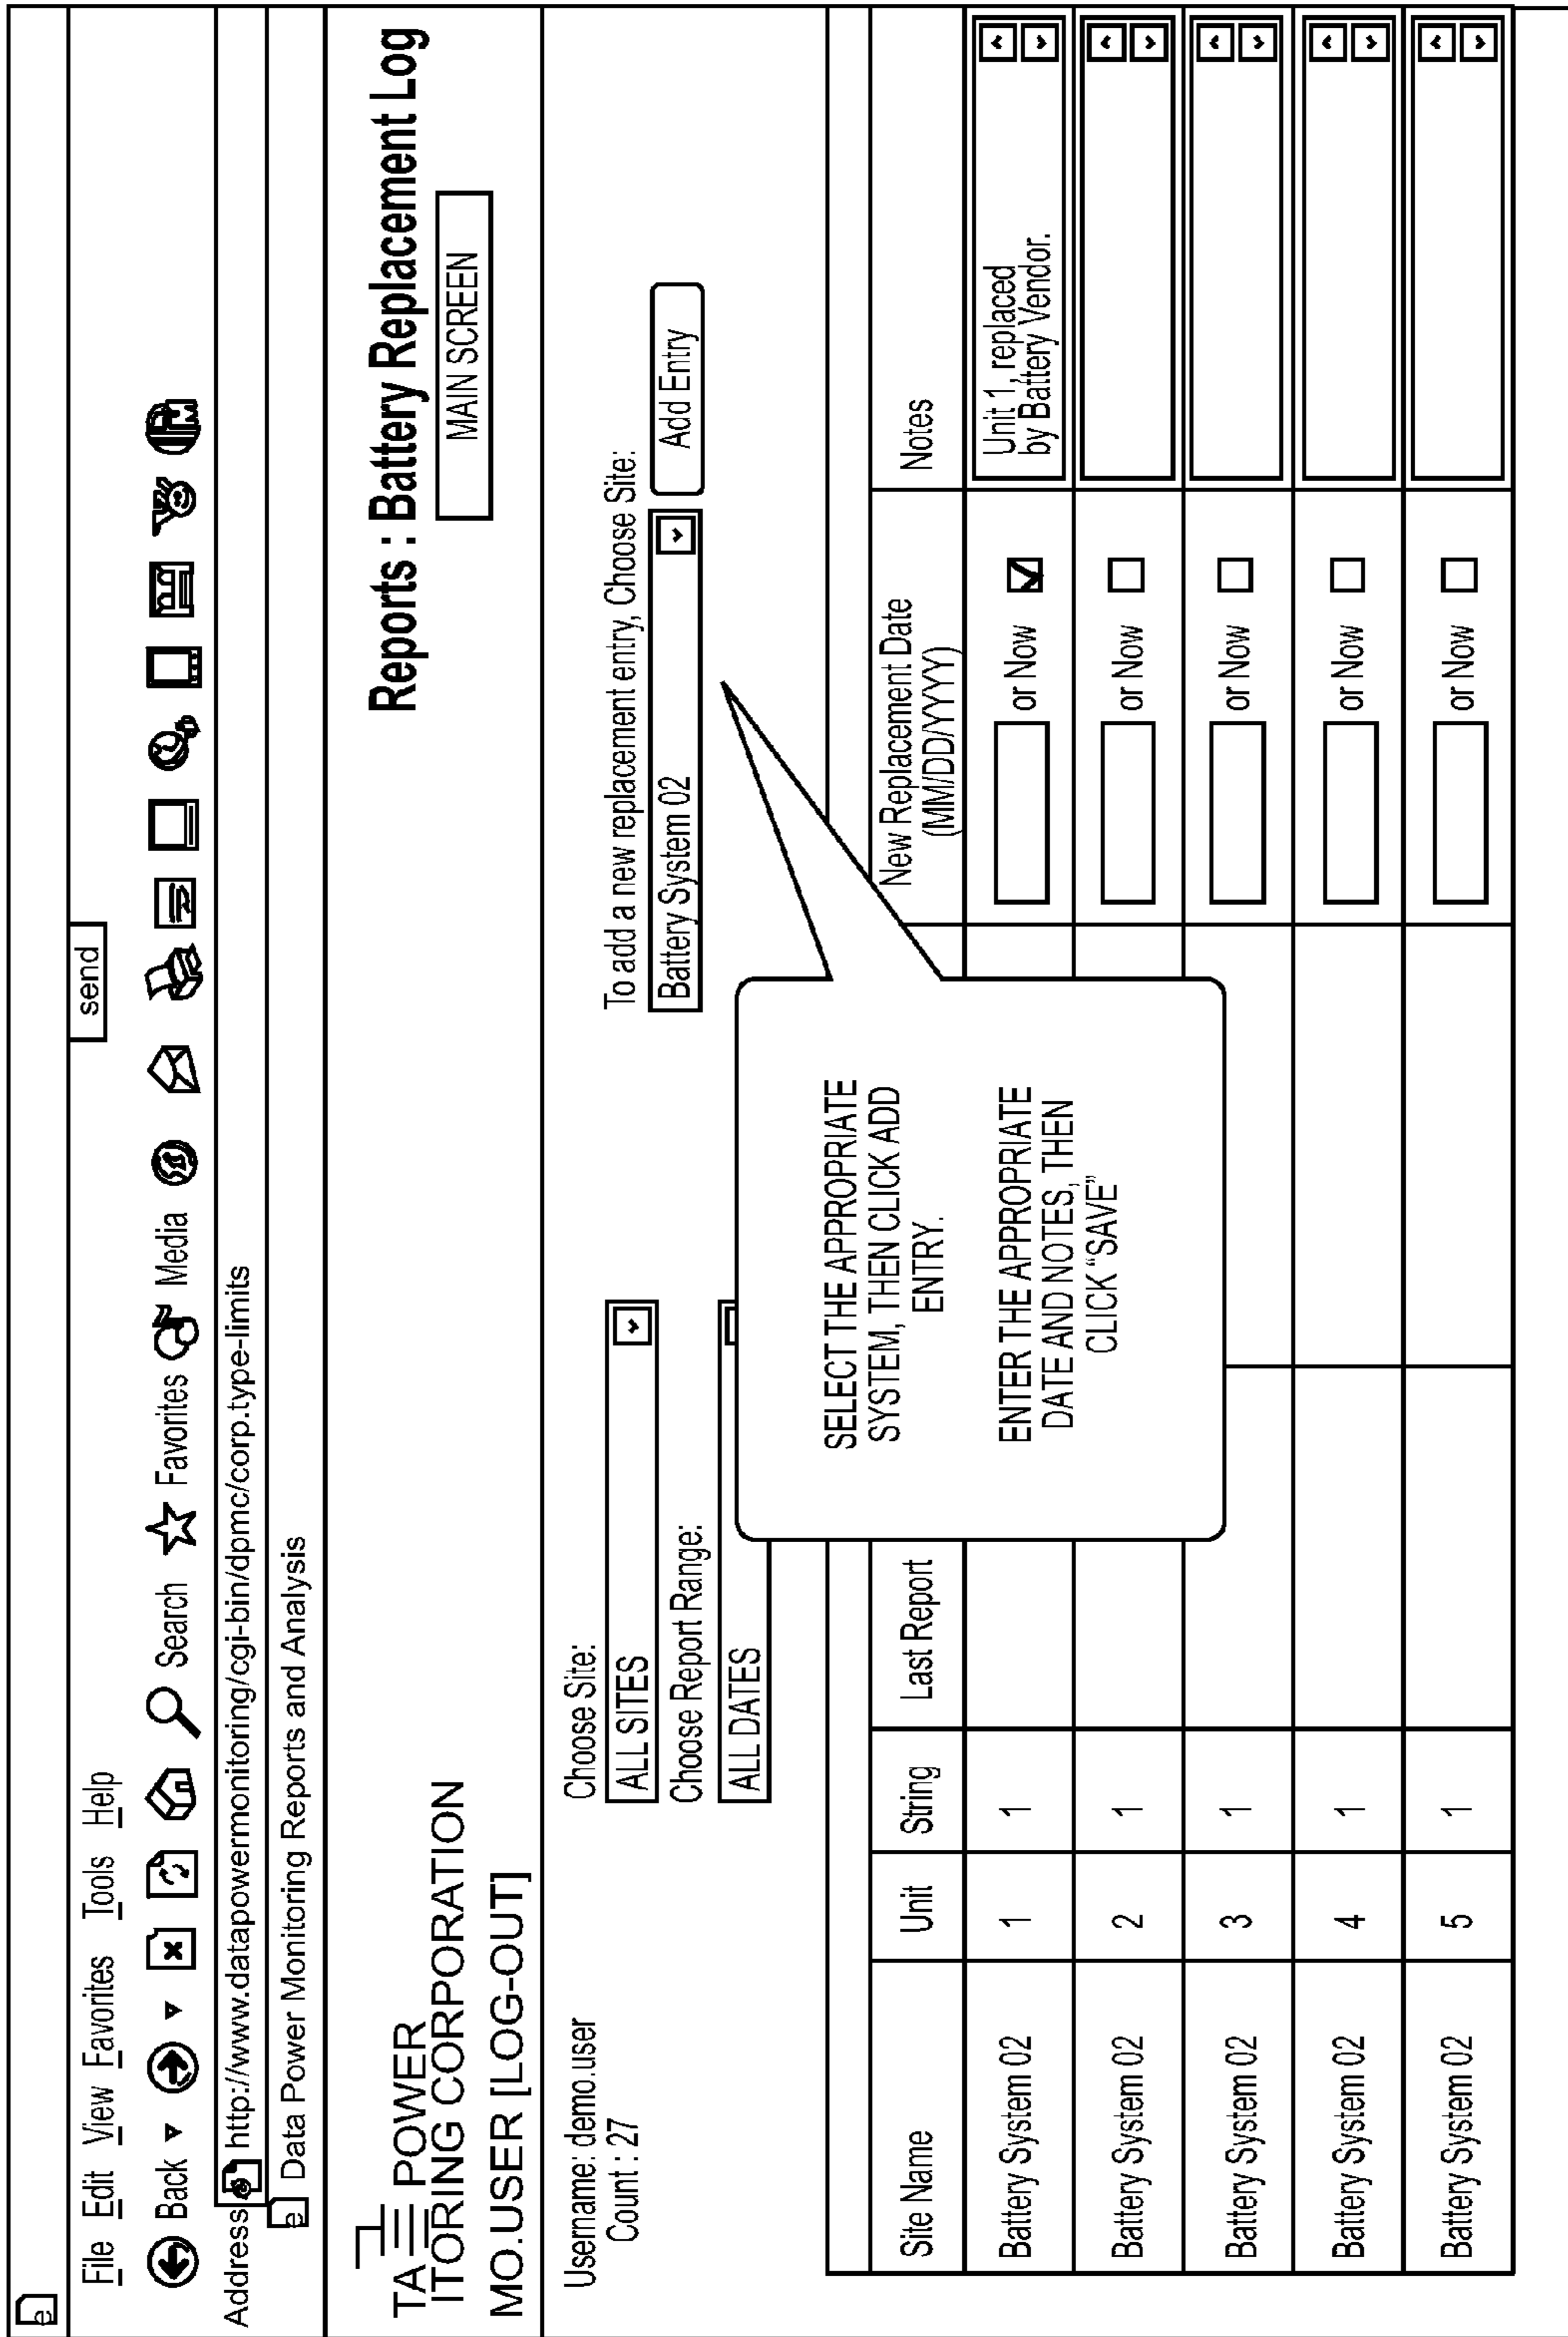 send
File Edit View Favorites Tools Help
Back Search Favorites Media
Address http://www.datapowermonitoring/cgi-bin/dpmc/corp.type-limits
Data Power Monitoring Reports and Analysis
TA POWER
ITORING CORPORATION
MO.USER [LOG-OUT]
Reports : Battery Replacement Log
MAIN SCREEN
Username: demo.user
Count : 27
Choose Site:
ALL SITES
Choose Report Range:
ALL DATES
To add a new replacement entry, Choose Site:
Battery System 02 Add Entry
SELECT THE APPROPRIATE
SYSTEM, THEN CLICK ADD
ENTRY.
ENTER THE APPROPRIATE
DATE AND NOTES, THEN
CLICK “SAVE”
Site Name Unit String Last Report New Replacement Date (MM/DD/YYYY) Notes
Battery System 02 1 1 or Now Unit 1, replaced
by Battery Vendor.
Battery System 02 2 1 or Now
Battery System 02 3 1 or Now
Battery System 02 4 1 or Now
Battery System 02 5 1 or Now